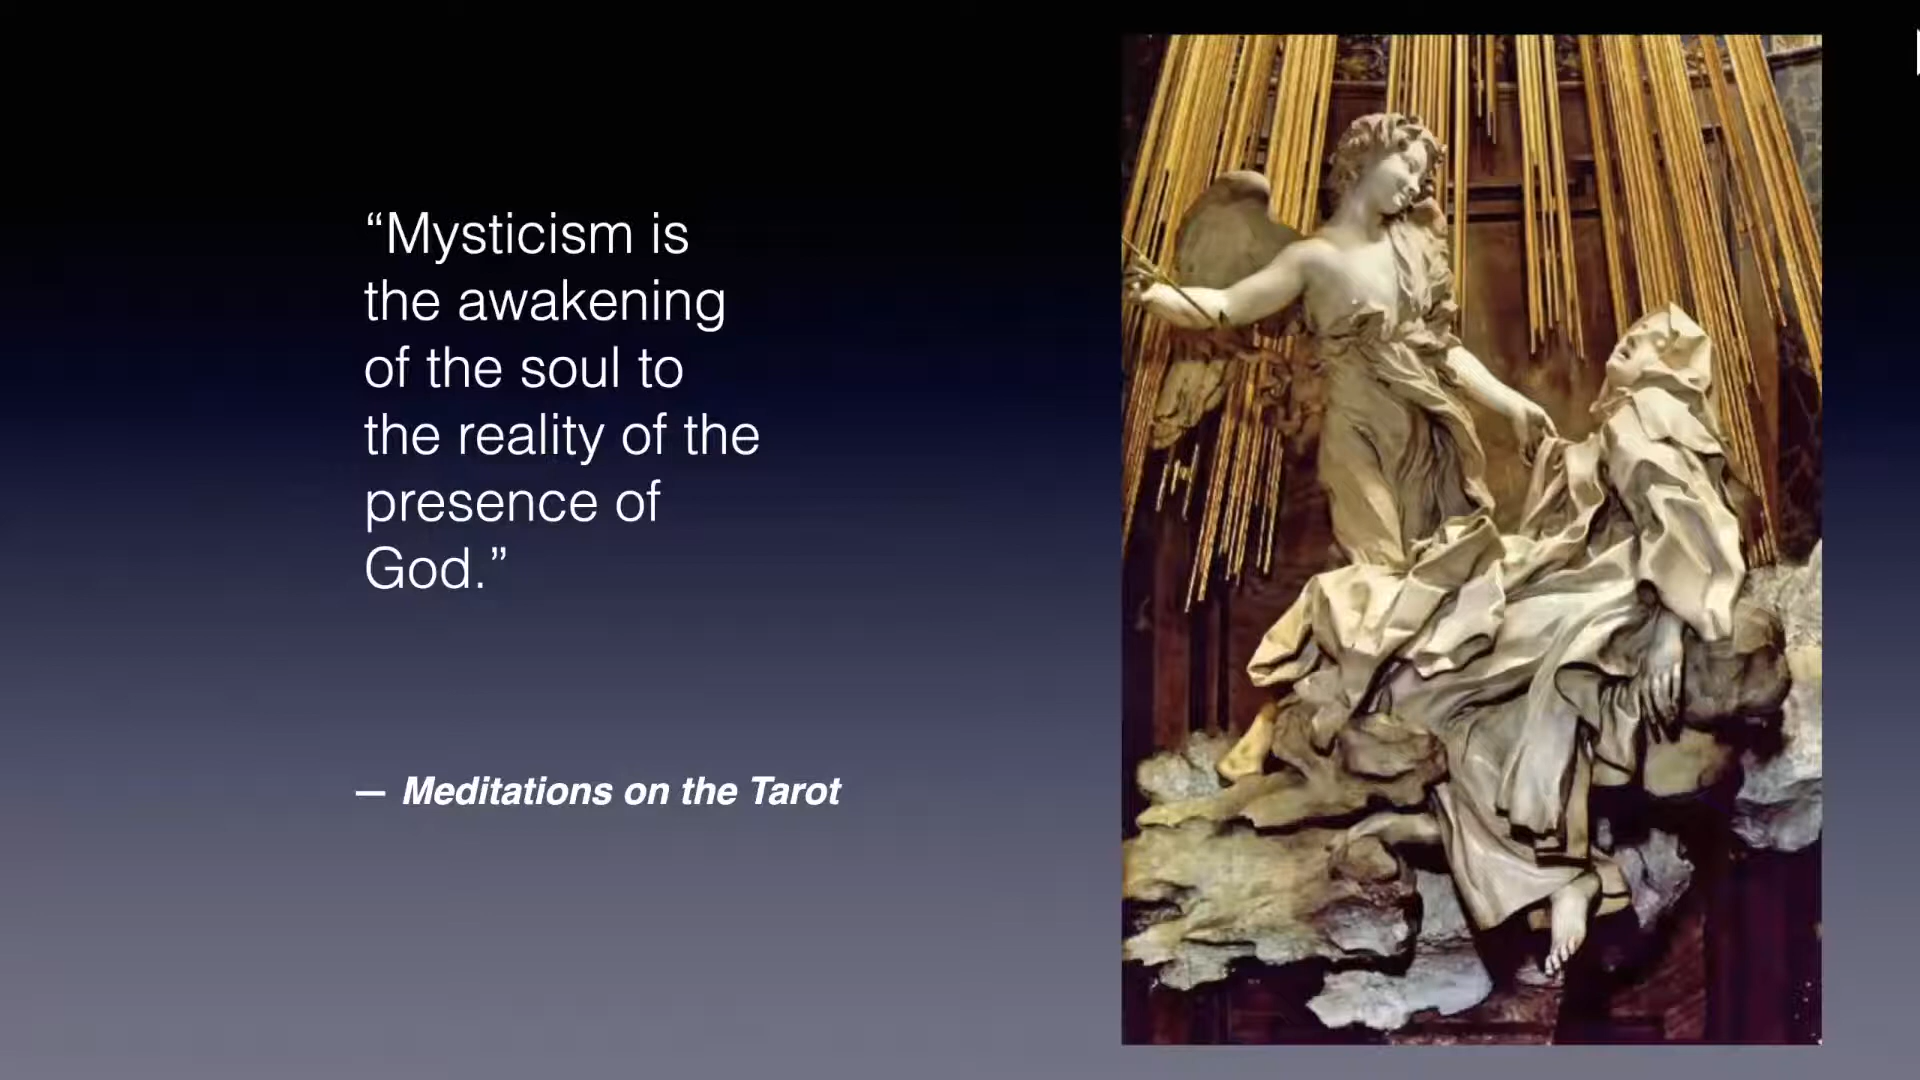 “Mysticism is
the awakening
of the soul to
the reality of the
presence of
God.”
— Meditations on the Tarot